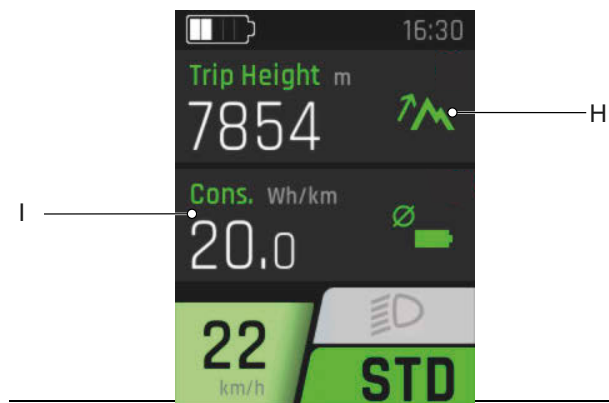 16:30
Trip Height m
7854
H
Cons. Wh/km
I
20.0
22
km/h
STD